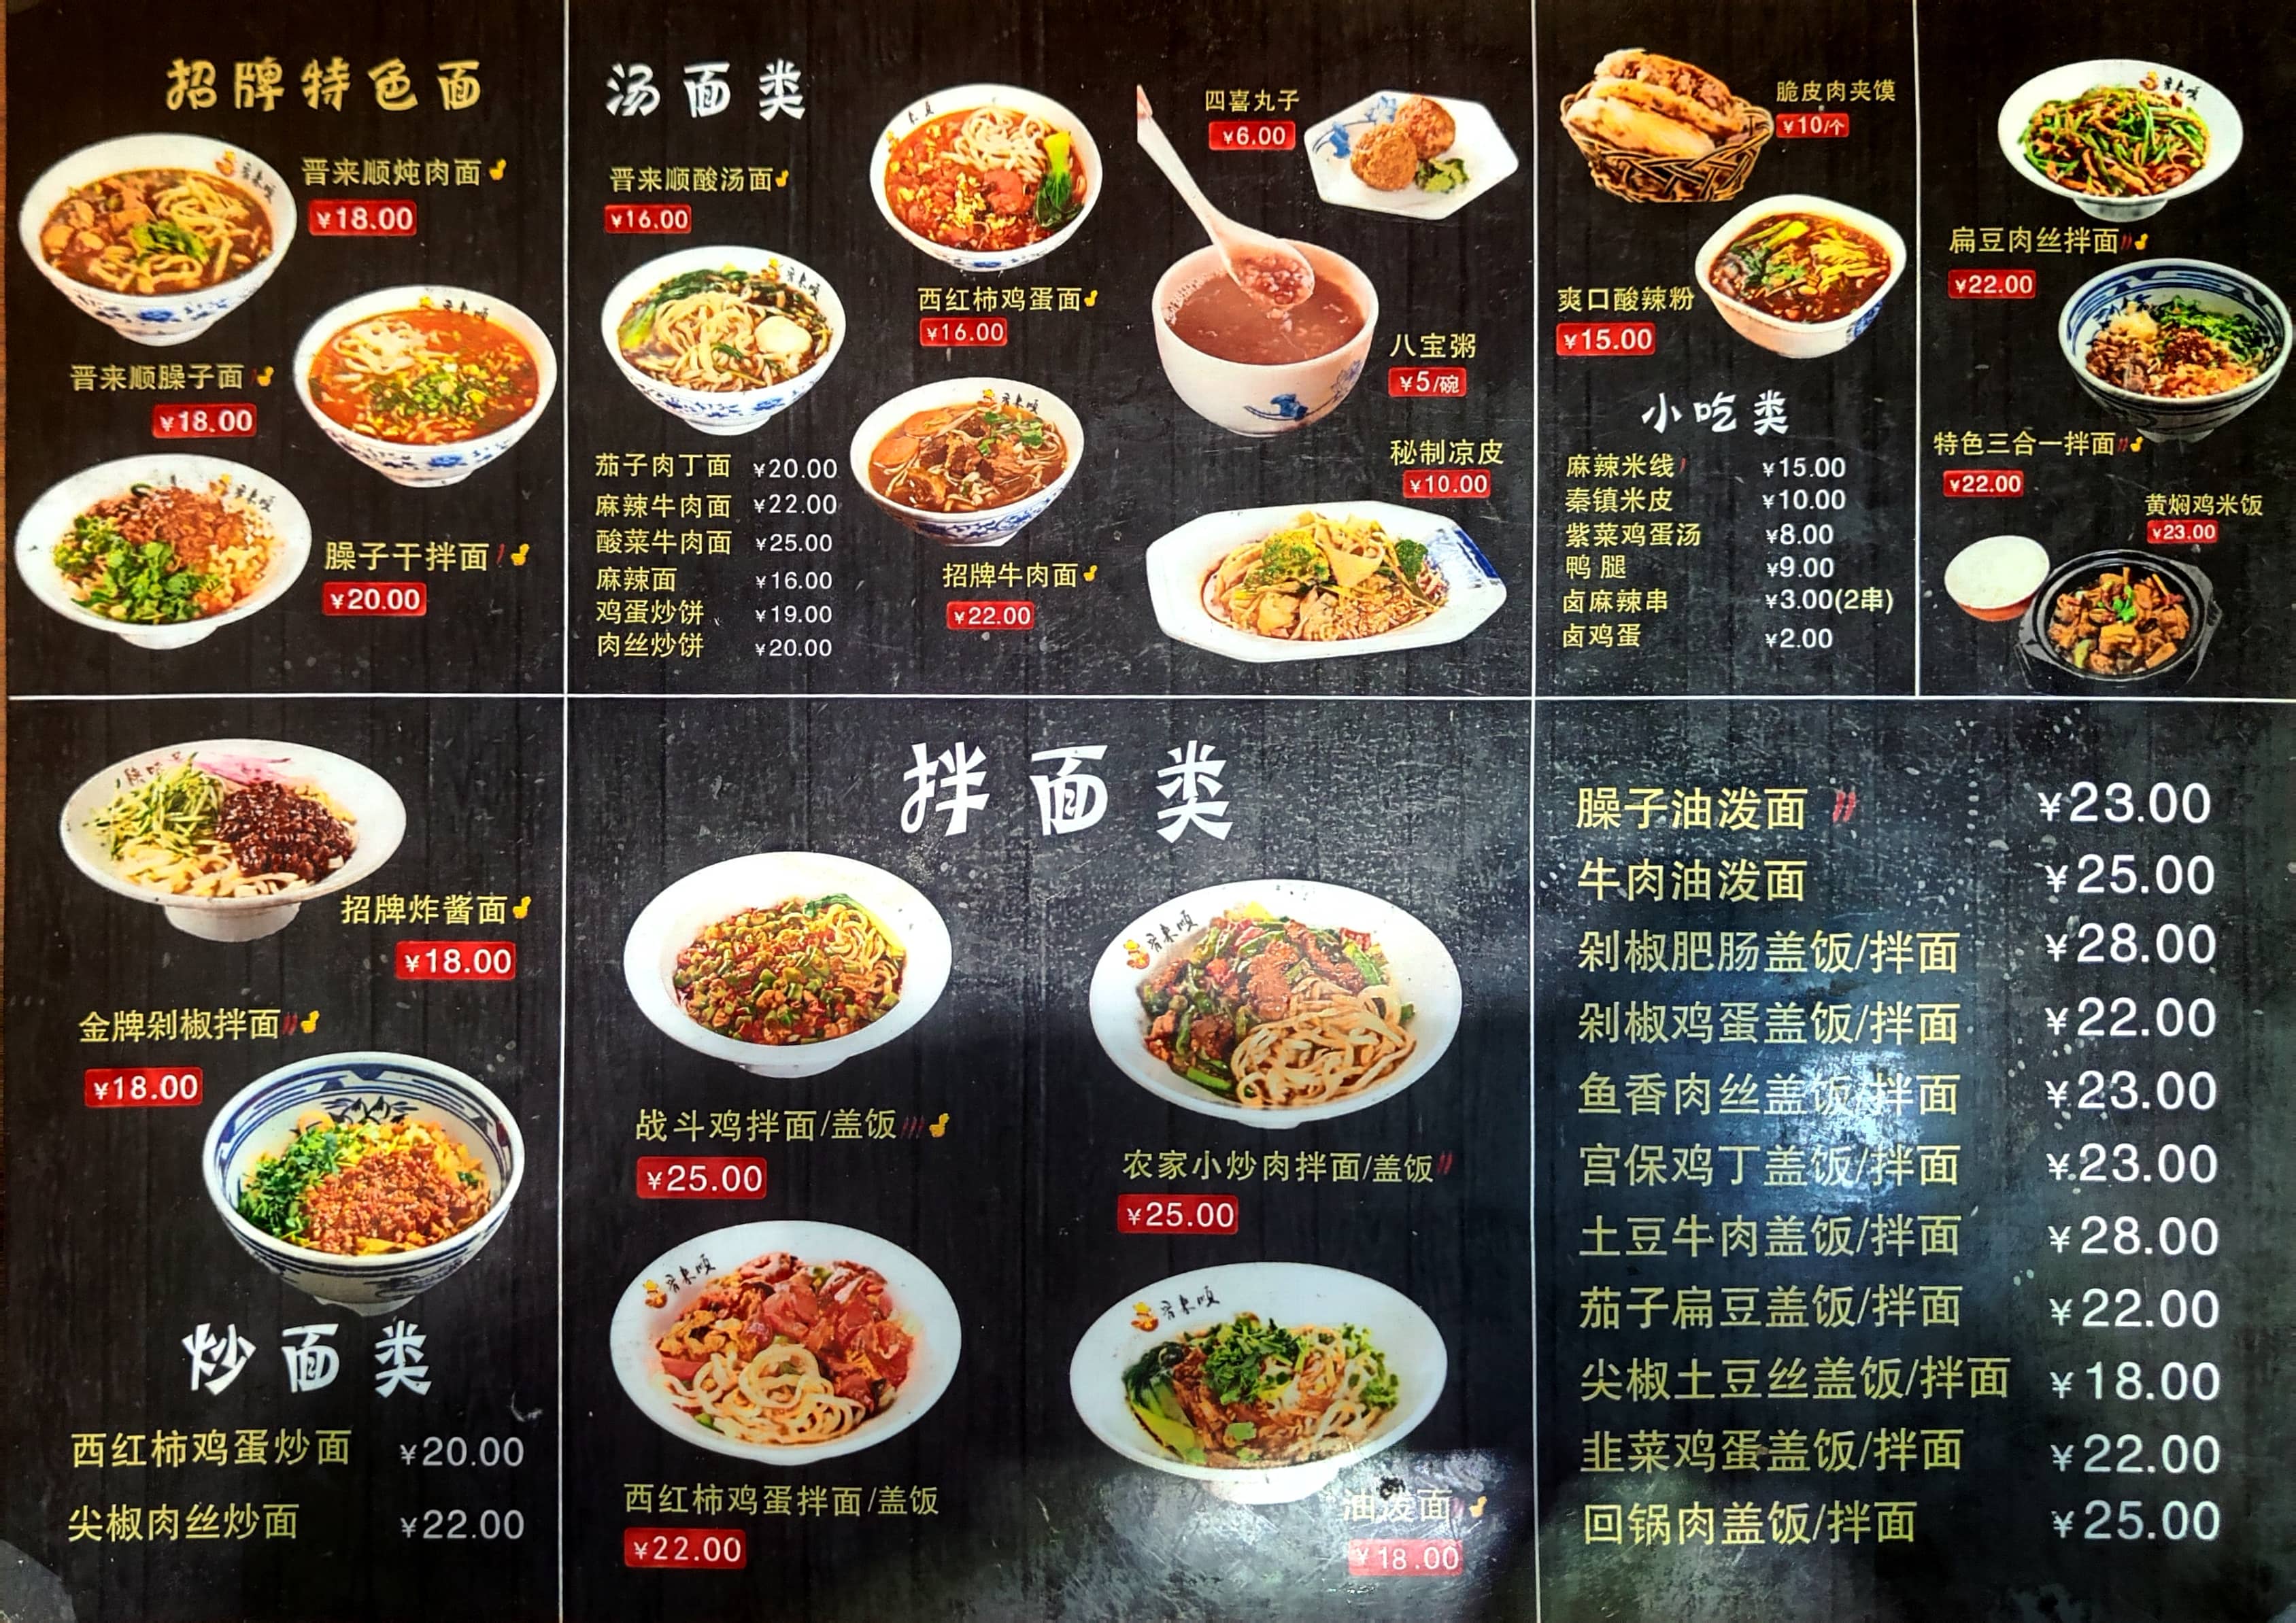 招牌特色面
晋来顺炖肉面
¥18.00
晋来顺臊子面
¥18.00
臊子干拌面
¥20.00
汤面类
晋来顺酸汤面
¥16.00
西红柿鸡蛋面
¥16.00
茄子肉丁面 ¥20.00
麻辣牛肉面 ¥22.00
酸菜牛肉面 ¥25.00
麻辣面 ¥16.00
鸡蛋炒饼 ¥19.00
肉丝炒饼 ¥20.00
招牌牛肉面
¥22.00
四喜丸子
¥6.00
八宝粥
¥5/碗
秘制凉皮
¥10.00
脆皮肉夹馍
¥10/个
爽口酸辣粉
¥15.00
小吃类
麻辣米线 ¥15.00
秦镇米皮 ¥10.00
紫菜鸡蛋汤 ¥8.00
鸭腿 ¥9.00
卤麻辣串 ¥3.00(2串)
卤鸡蛋 ¥2.00
扁豆肉丝拌面
¥22.00
特色三合一拌面
¥22.00
黄焖鸡米饭
¥23.00
招牌炸酱面
¥18.00
金牌剁椒拌面
¥18.00
炒面类
西红柿鸡蛋炒面 ¥20.00
尖椒肉丝炒面 ¥22.00
拌面类
战斗鸡拌面/盖饭
¥25.00
农家小炒肉拌面/盖饭
¥25.00
西红柿鸡蛋拌面/盖饭
¥22.00
油泼面
¥18.00
臊子油泼面 ¥23.00
牛肉油泼面 ¥25.00
剁椒肥肠盖饭/拌面 ¥28.00
剁椒鸡蛋盖饭/拌面 ¥22.00
鱼香肉丝盖饭/拌面 ¥23.00
宫保鸡丁盖饭/拌面 ¥23.00
土豆牛肉盖饭/拌面 ¥28.00
茄子扁豆盖饭/拌面 ¥22.00
尖椒土豆丝盖饭/拌面 ¥18.00
韭菜鸡蛋盖饭/拌面 ¥22.00
回锅肉盖饭/拌面 ¥25.00